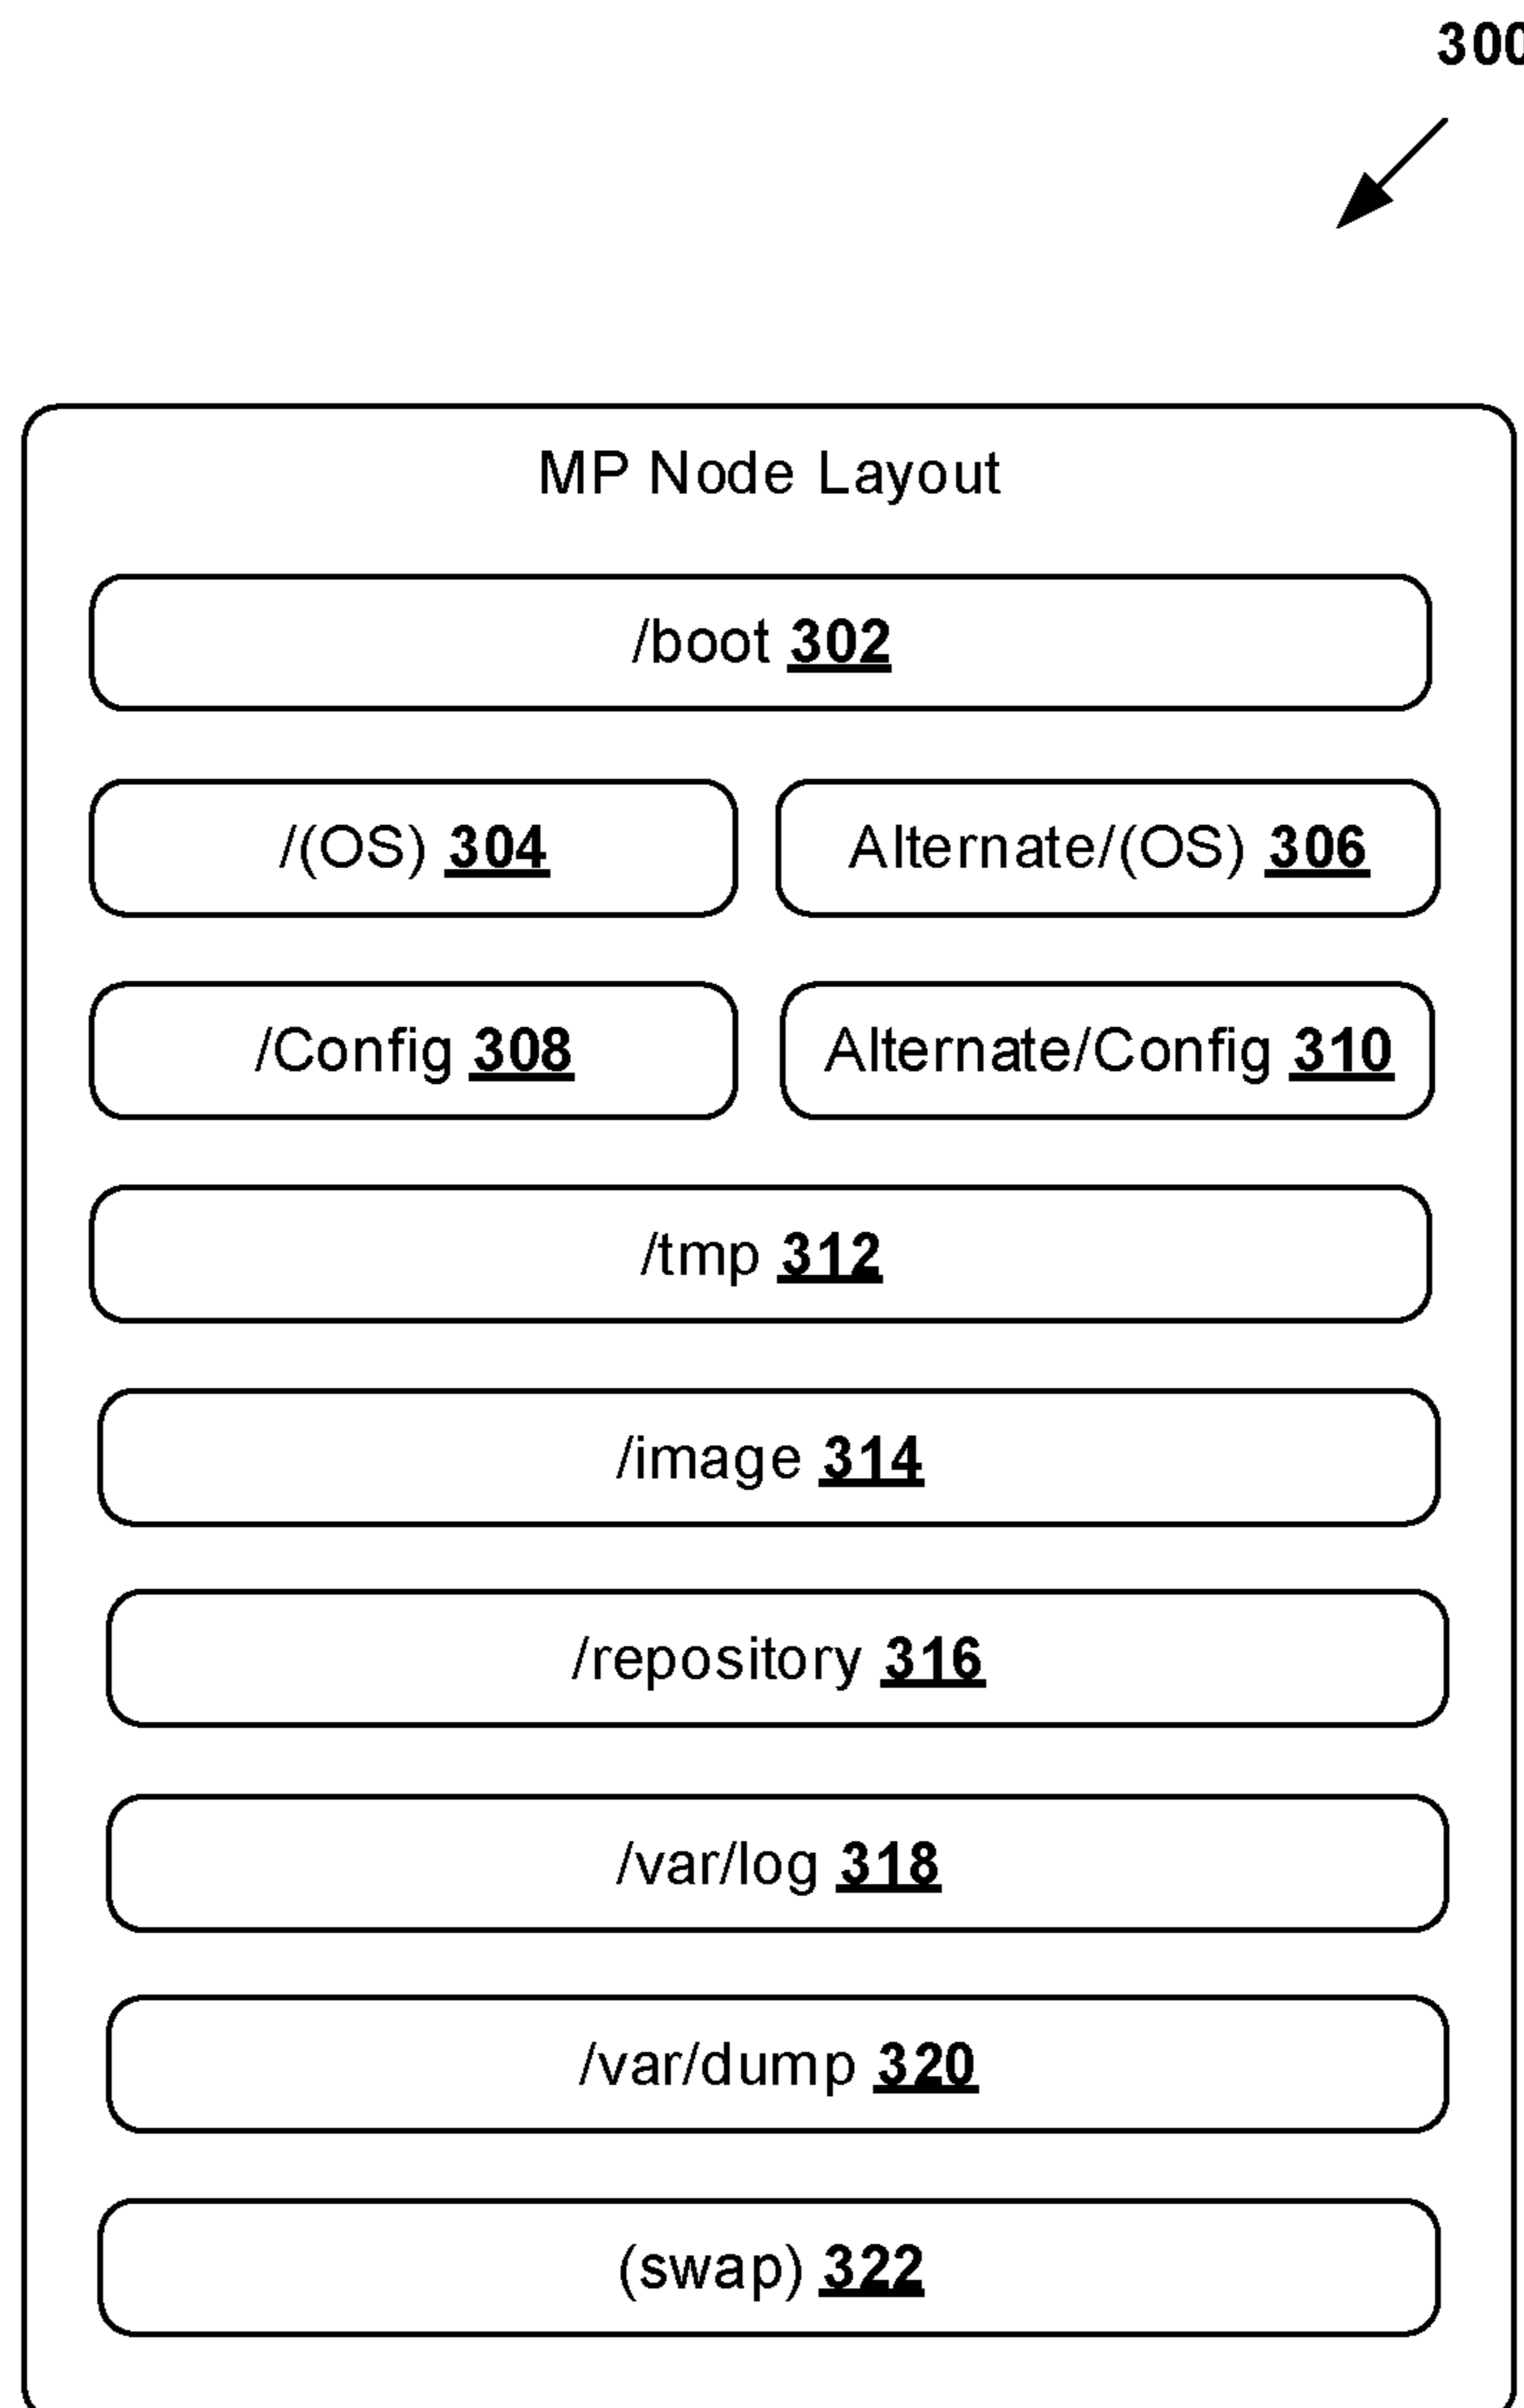 300
MP Node Layout
/boot 302
/(OS) 304
Alternate/(OS) 306
/Config 308
Alternate/Config 310
/tmp 312
/image 314
/repository 316
/var/log 318
/var/dump 320
(swap) 322